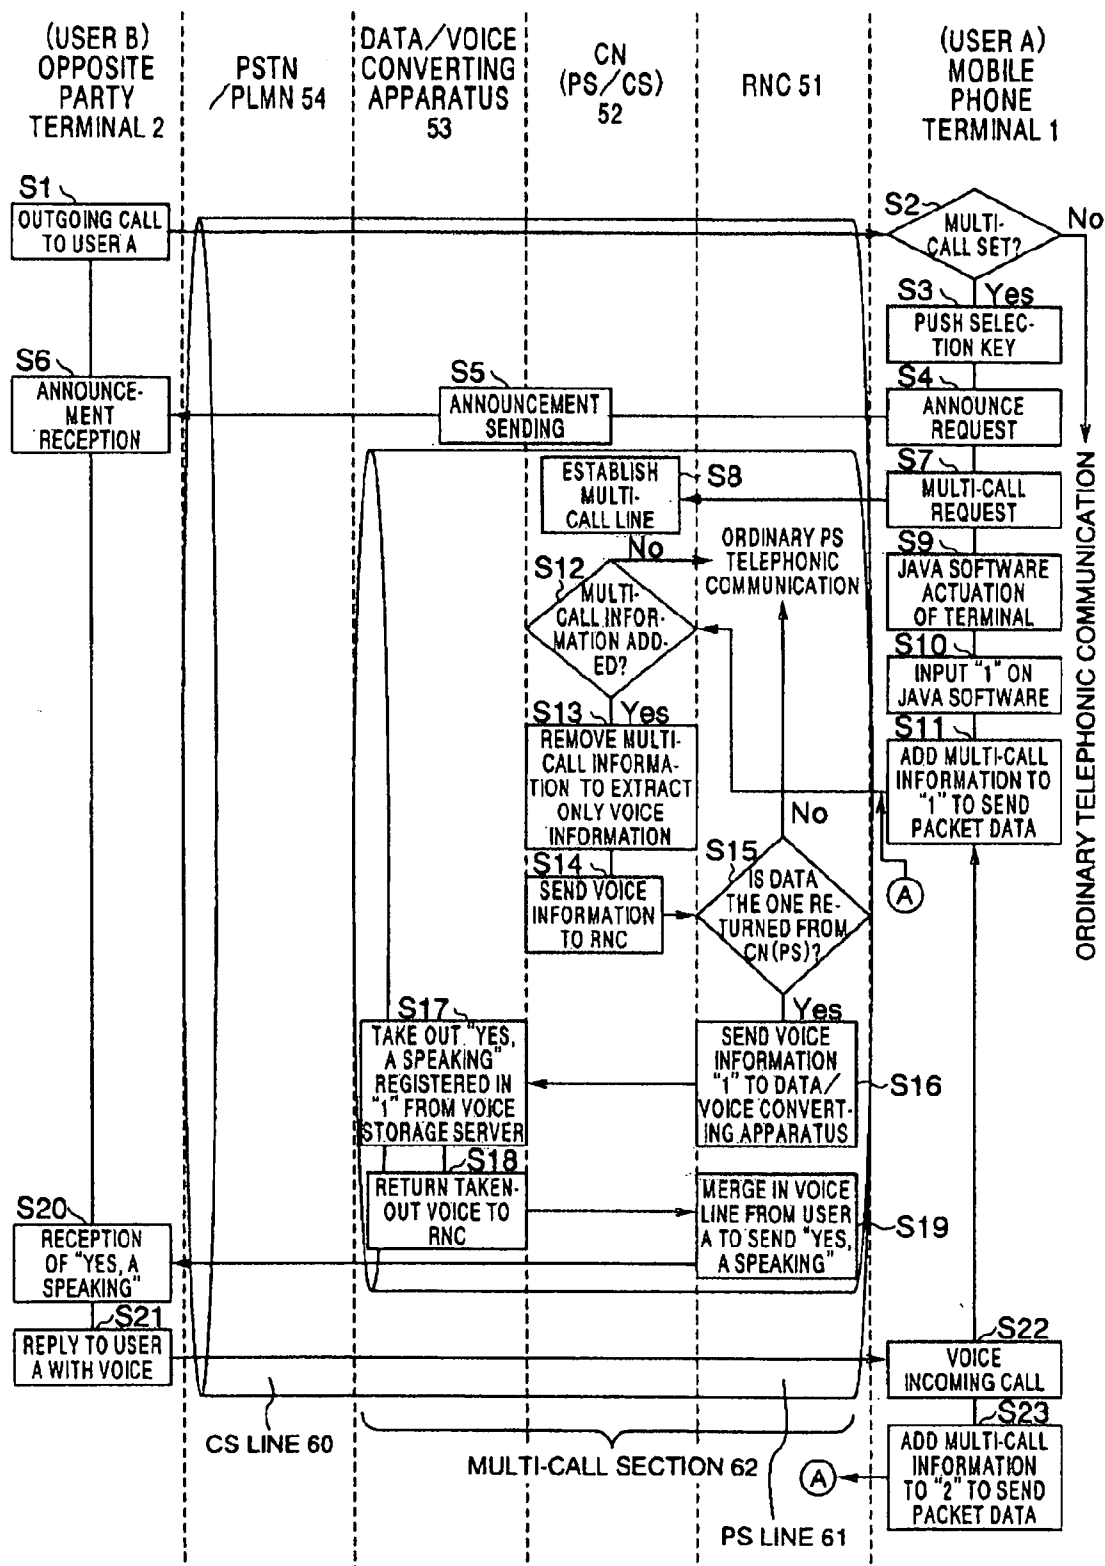 (USER B)
OPPOSITE
PARTY
TERMINAL 2
PSTN
/PLMN 54
DATA/VOICE
CONVERTING
APPARATUS
53
CN
(PS/CS)
52
RNC 51
(USER A)
MOBILE
PHONE
TERMINAL 1
S1
OUTGOING CALL
TO USER A
S2
MULTI-
CALL SET?
No
Yes
ORDINARY TELEPHONIC COMMUNICATION
S3
PUSH SELEC-
TION KEY
S4
ANNOUNCE
REQUEST
S5
ANNOUNCEMENT
SENDING
S6
ANNOUNCE-
MENT
RECEPTION
S7
MULTI-CALL
REQUEST
S8
ESTABLISH
MULTI-
CALL LINE
S9
JAVA SOFTWARE
ACTUATION
OF TERMINAL
S10
INPUT "1" ON
JAVA SOFTWARE
S11
ADD MULTI-CALL
INFORMATION TO
"1" TO SEND
PACKET DATA
A
S12
MULTI-
CALL INFOR-
MATION ADD-
ED?
No
ORDINARY PS
TELEPHONIC
COMMUNICATION
Yes
S13
REMOVE MULTI-
CALL INFORMA-
TION TO EXTRACT
ONLY VOICE
INFORMATION
S14
SEND VOICE
INFORMATION
TO RNC
S15
IS DATA
THE ONE RE-
TURNED FROM
CN(PS)?
No
Yes
S16
SEND VOICE
INFORMATION
"1" TO DATA/
VOICE CONVERT-
ING APPARATUS
S17
TAKE OUT "YES,
A SPEAKING"
REGISTERED IN
"1" FROM VOICE
STORAGE SERVER
S18
RETURN TAKEN-
OUT VOICE TO
RNC
S19
MERGE IN VOICE
LINE FROM USER
A TO SEND "YES,
A SPEAKING"
S20
RECEPTION
OF "YES, A
SPEAKING"
S21
REPLY TO USER
A WITH VOICE
S22
VOICE
INCOMING CALL
S23
ADD MULTI-CALL
INFORMATION
TO "2" TO SEND
PACKET DATA
A
CS LINE 60
MULTI-CALL SECTION 62
PS LINE 61